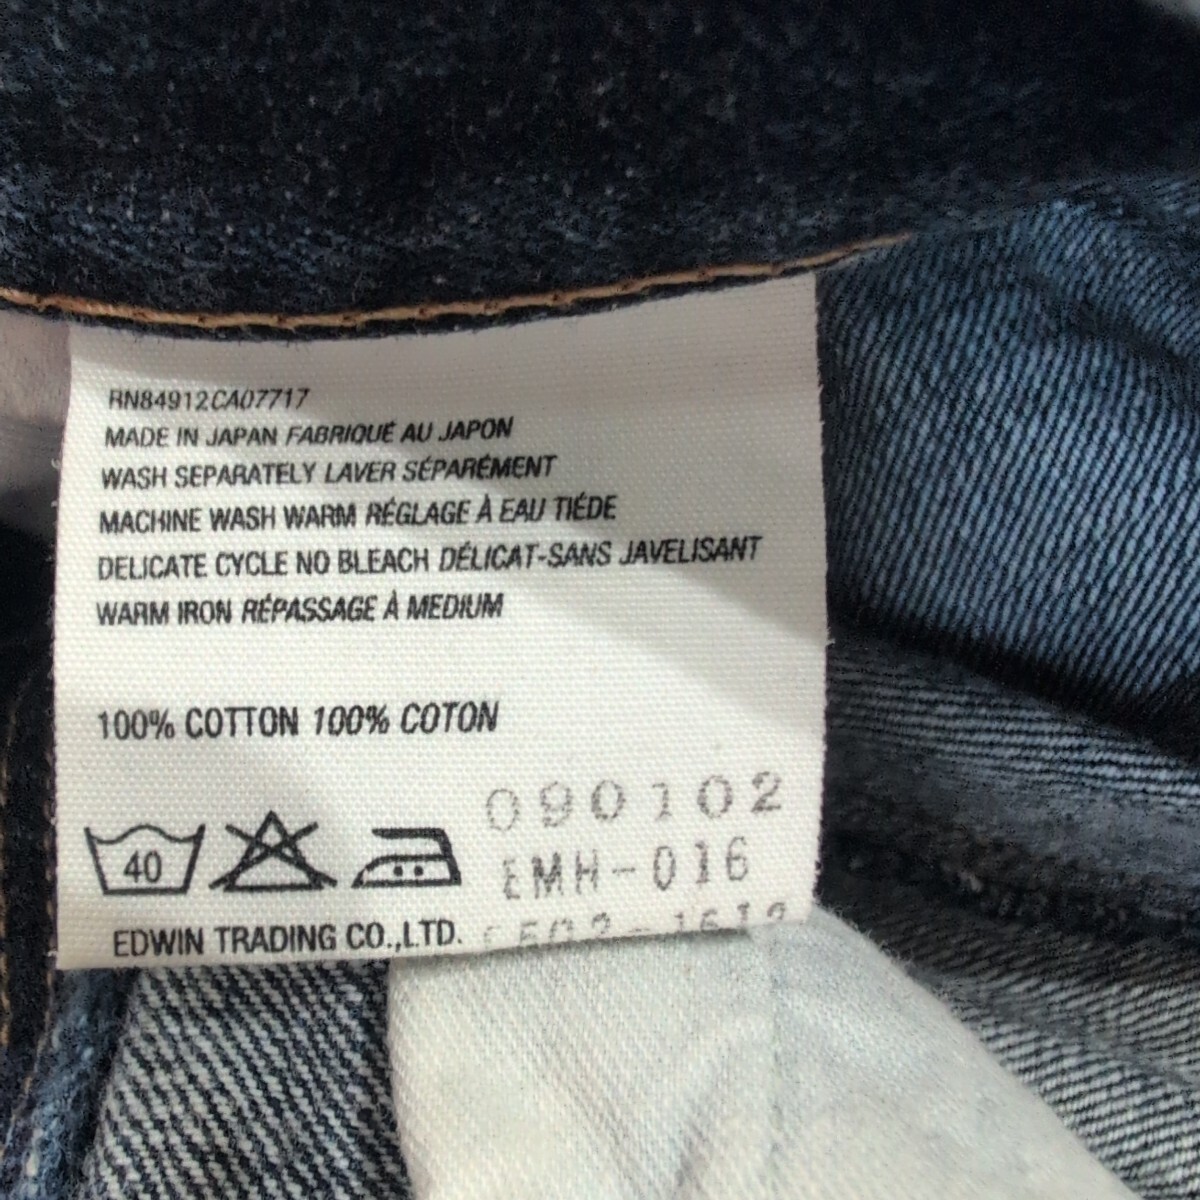 RN84912CA07717
MADE IN JAPAN FABRIQUÉ AU JAPON
WASH SEPARATELY LAVER SÉPARÉMENT
MACHINE WASH WARM RÉGLAGE À EAU TIÉDE
DELICATE CYCLE NO BLEACH DÉLICAT-SANS JAVELISANT
WARM IRON RÉPASSAGE À MEDIUM
100% COTTON 100% COTON
090102
40
EMH-016
EDWIN TRADING CO.,LTD.